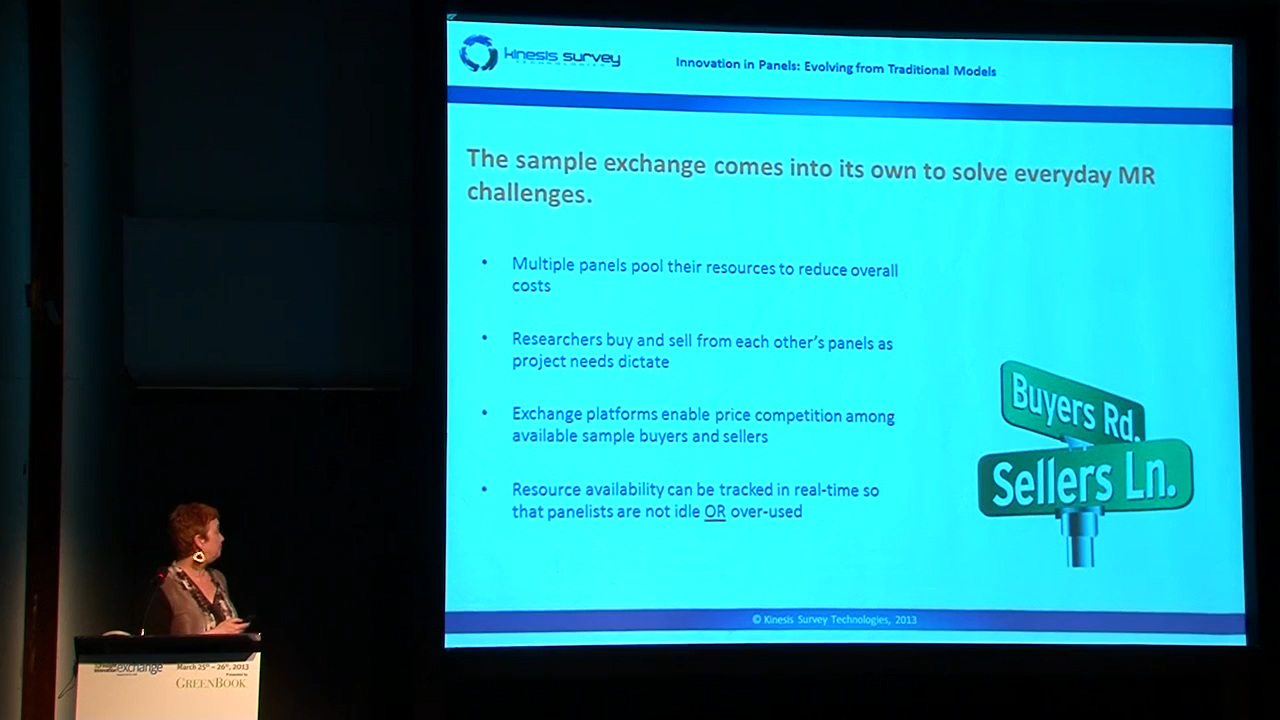 kinesis survey
TECHNOLOGIES
Innovation in Panels: Evolving from Traditional Models
The sample exchange comes into its own to solve everyday MR
challenges.
• Multiple panels pool their resources to reduce overall
costs
• Researchers buy and sell from each other's panels as
project needs dictate
• Exchange platforms enable price competition among
available sample buyers and sellers
• Resource availability can be tracked in real-time so
that panelists are not idle OR over-used
Buyers Rd.
Sellers Ln.
© Kinesis Survey Technologies, 2013
exchange
March 25th – 26th, 2013
Presented by
GREENBOOK